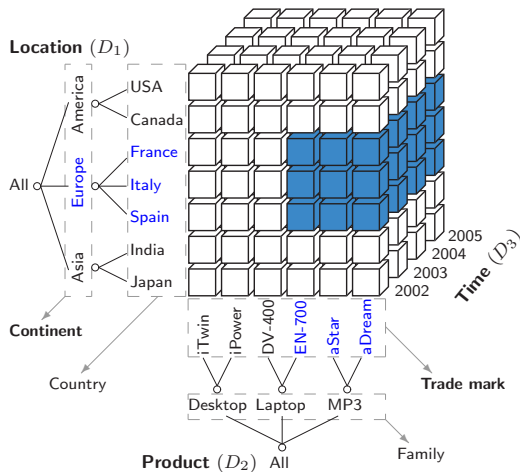 Location (D1)
America
USA
Canada
All
Europe
France
Italy
Spain
Asia
India
Japan
2005
2004
2003
2002
Time (D3)
Continent
Country
iTwin
iPower
DV-400
EN-700
aStar
aDream
Trade mark
Desktop Laptop MP3
Family
Product (D2) All